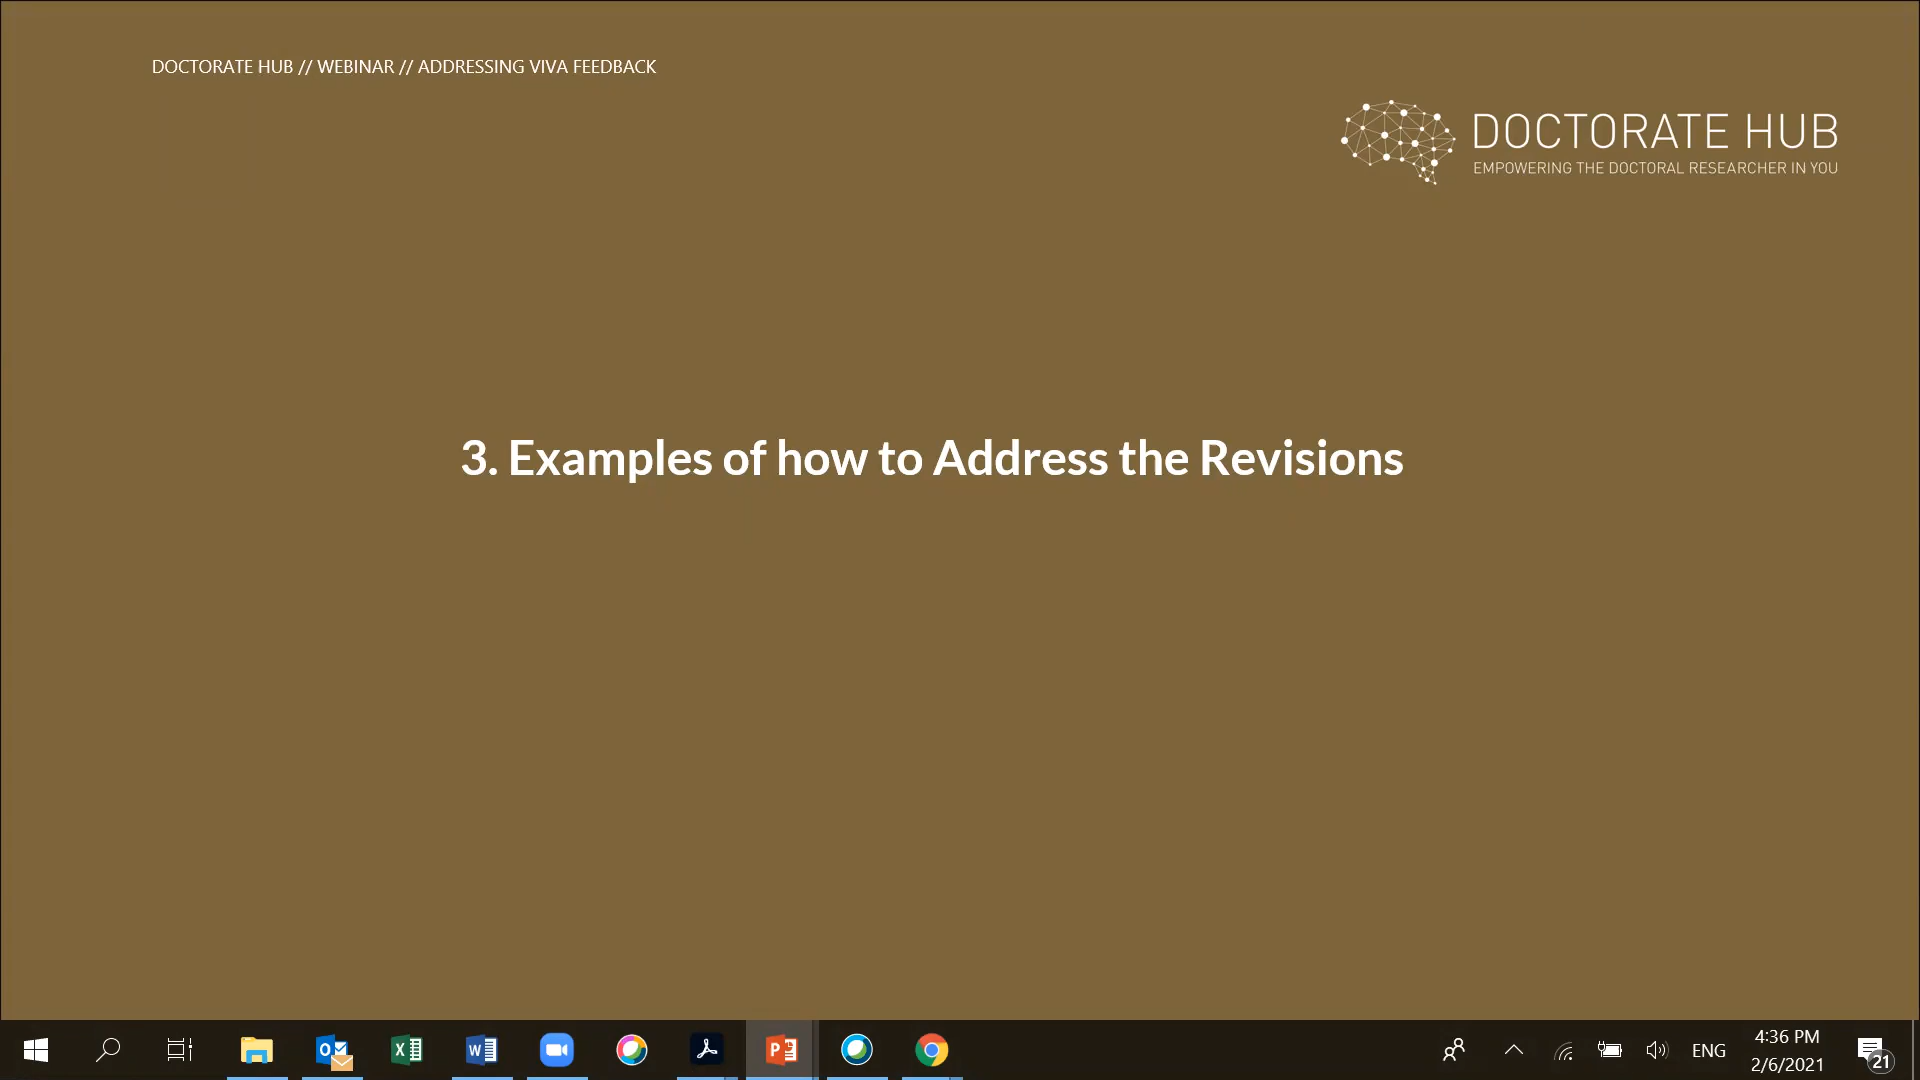 DOCTORATE HUB // WEBINAR // ADDRESSING VIVA FEEDBACK
DOCTORATE HUB
EMPOWERING THE DOCTORAL RESEARCHER IN YOU
3. Examples of how to Address the Revisions
ENG
4:36 PM
2/6/2021
21